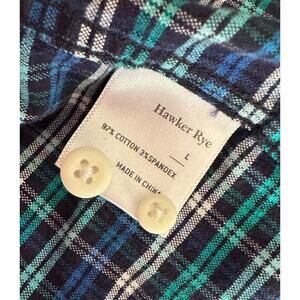 Hawker Rye
L
97% COTTON 3% SPANDEX
MADE IN CHINA